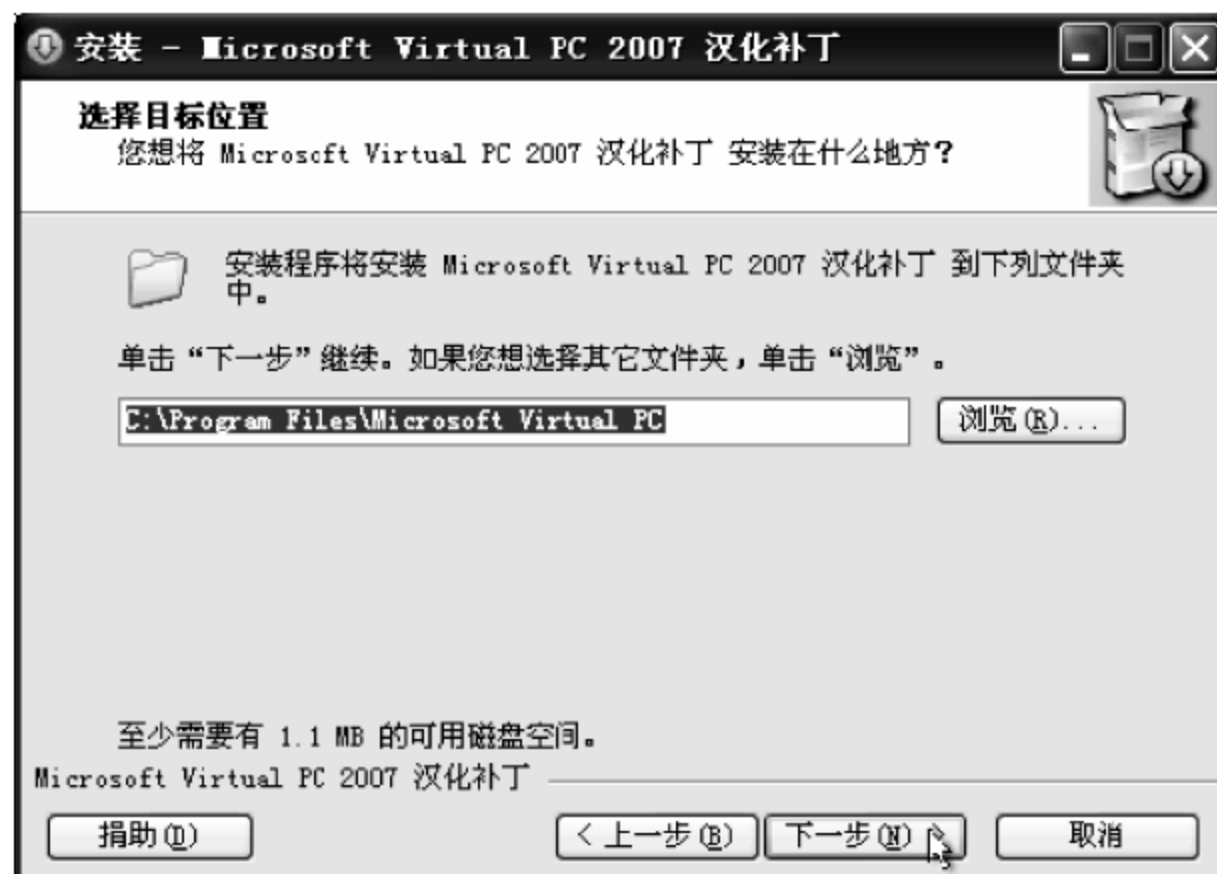 安装 - Microsoft Virtual PC 2007 汉化补丁
选择目标位置
您想将 Microsoft Virtual PC 2007 汉化补丁 安装在什么地方?
安装程序将安装 Microsoft Virtual PC 2007 汉化补丁 到下列文件夹
中。
单击“下一步”继续。如果您想选择其它文件夹，单击“浏览”。
C:\Program Files\Microsoft Virtual PC
浏览(R)...
至少需要有 1.1 MB 的可用磁盘空间。
Microsoft Virtual PC 2007 汉化补丁
捐助(D) < 上一步(B) 下一步(N) > 取消